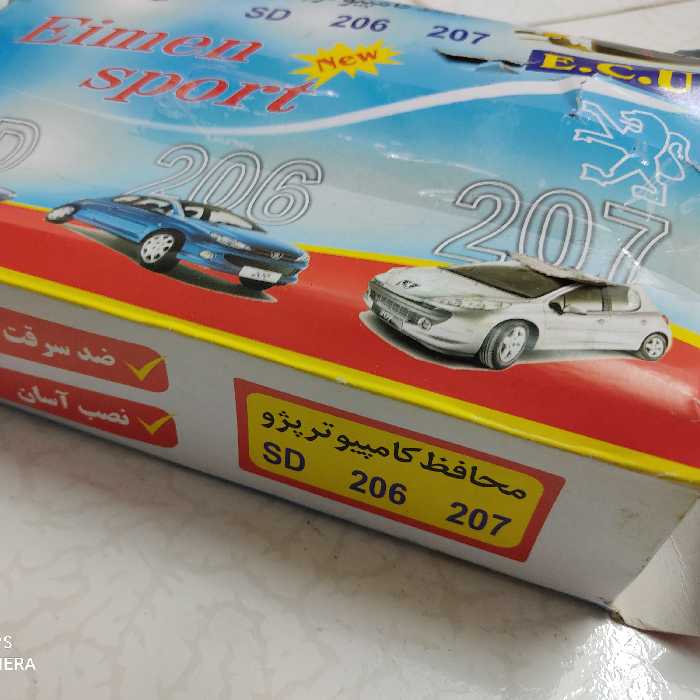 SD 206 207
Eimen
sport
New
E.C.U
206
207
ضد سرقت
نصب آسان
محافظ کامپیوتر پژو
SD 206 207